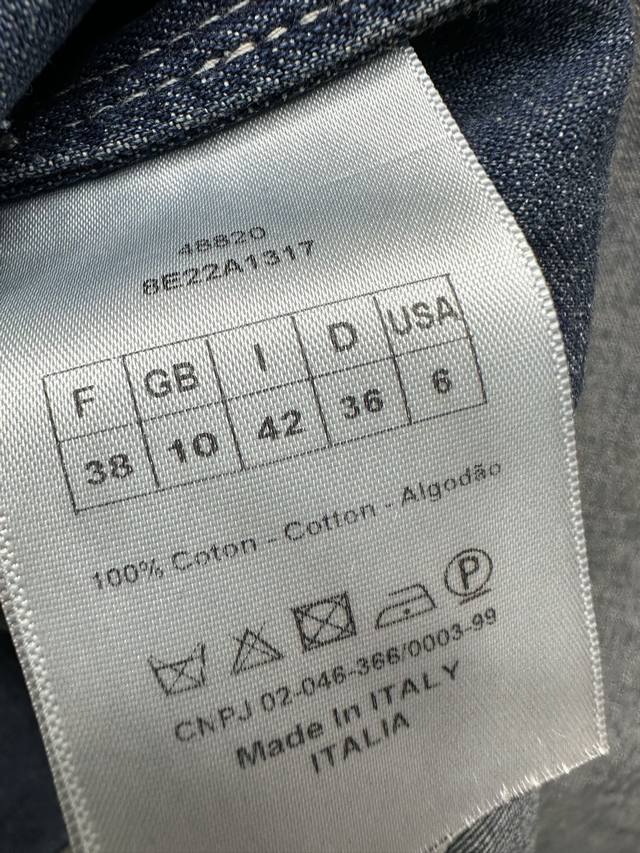 48820
8E22A1317
F GB I D USA
38 10 42 36 6
100% Coton - Cotton - Algodão
P
CNPJ 02-046-366/0003-99
Made in ITALY
ITALIA